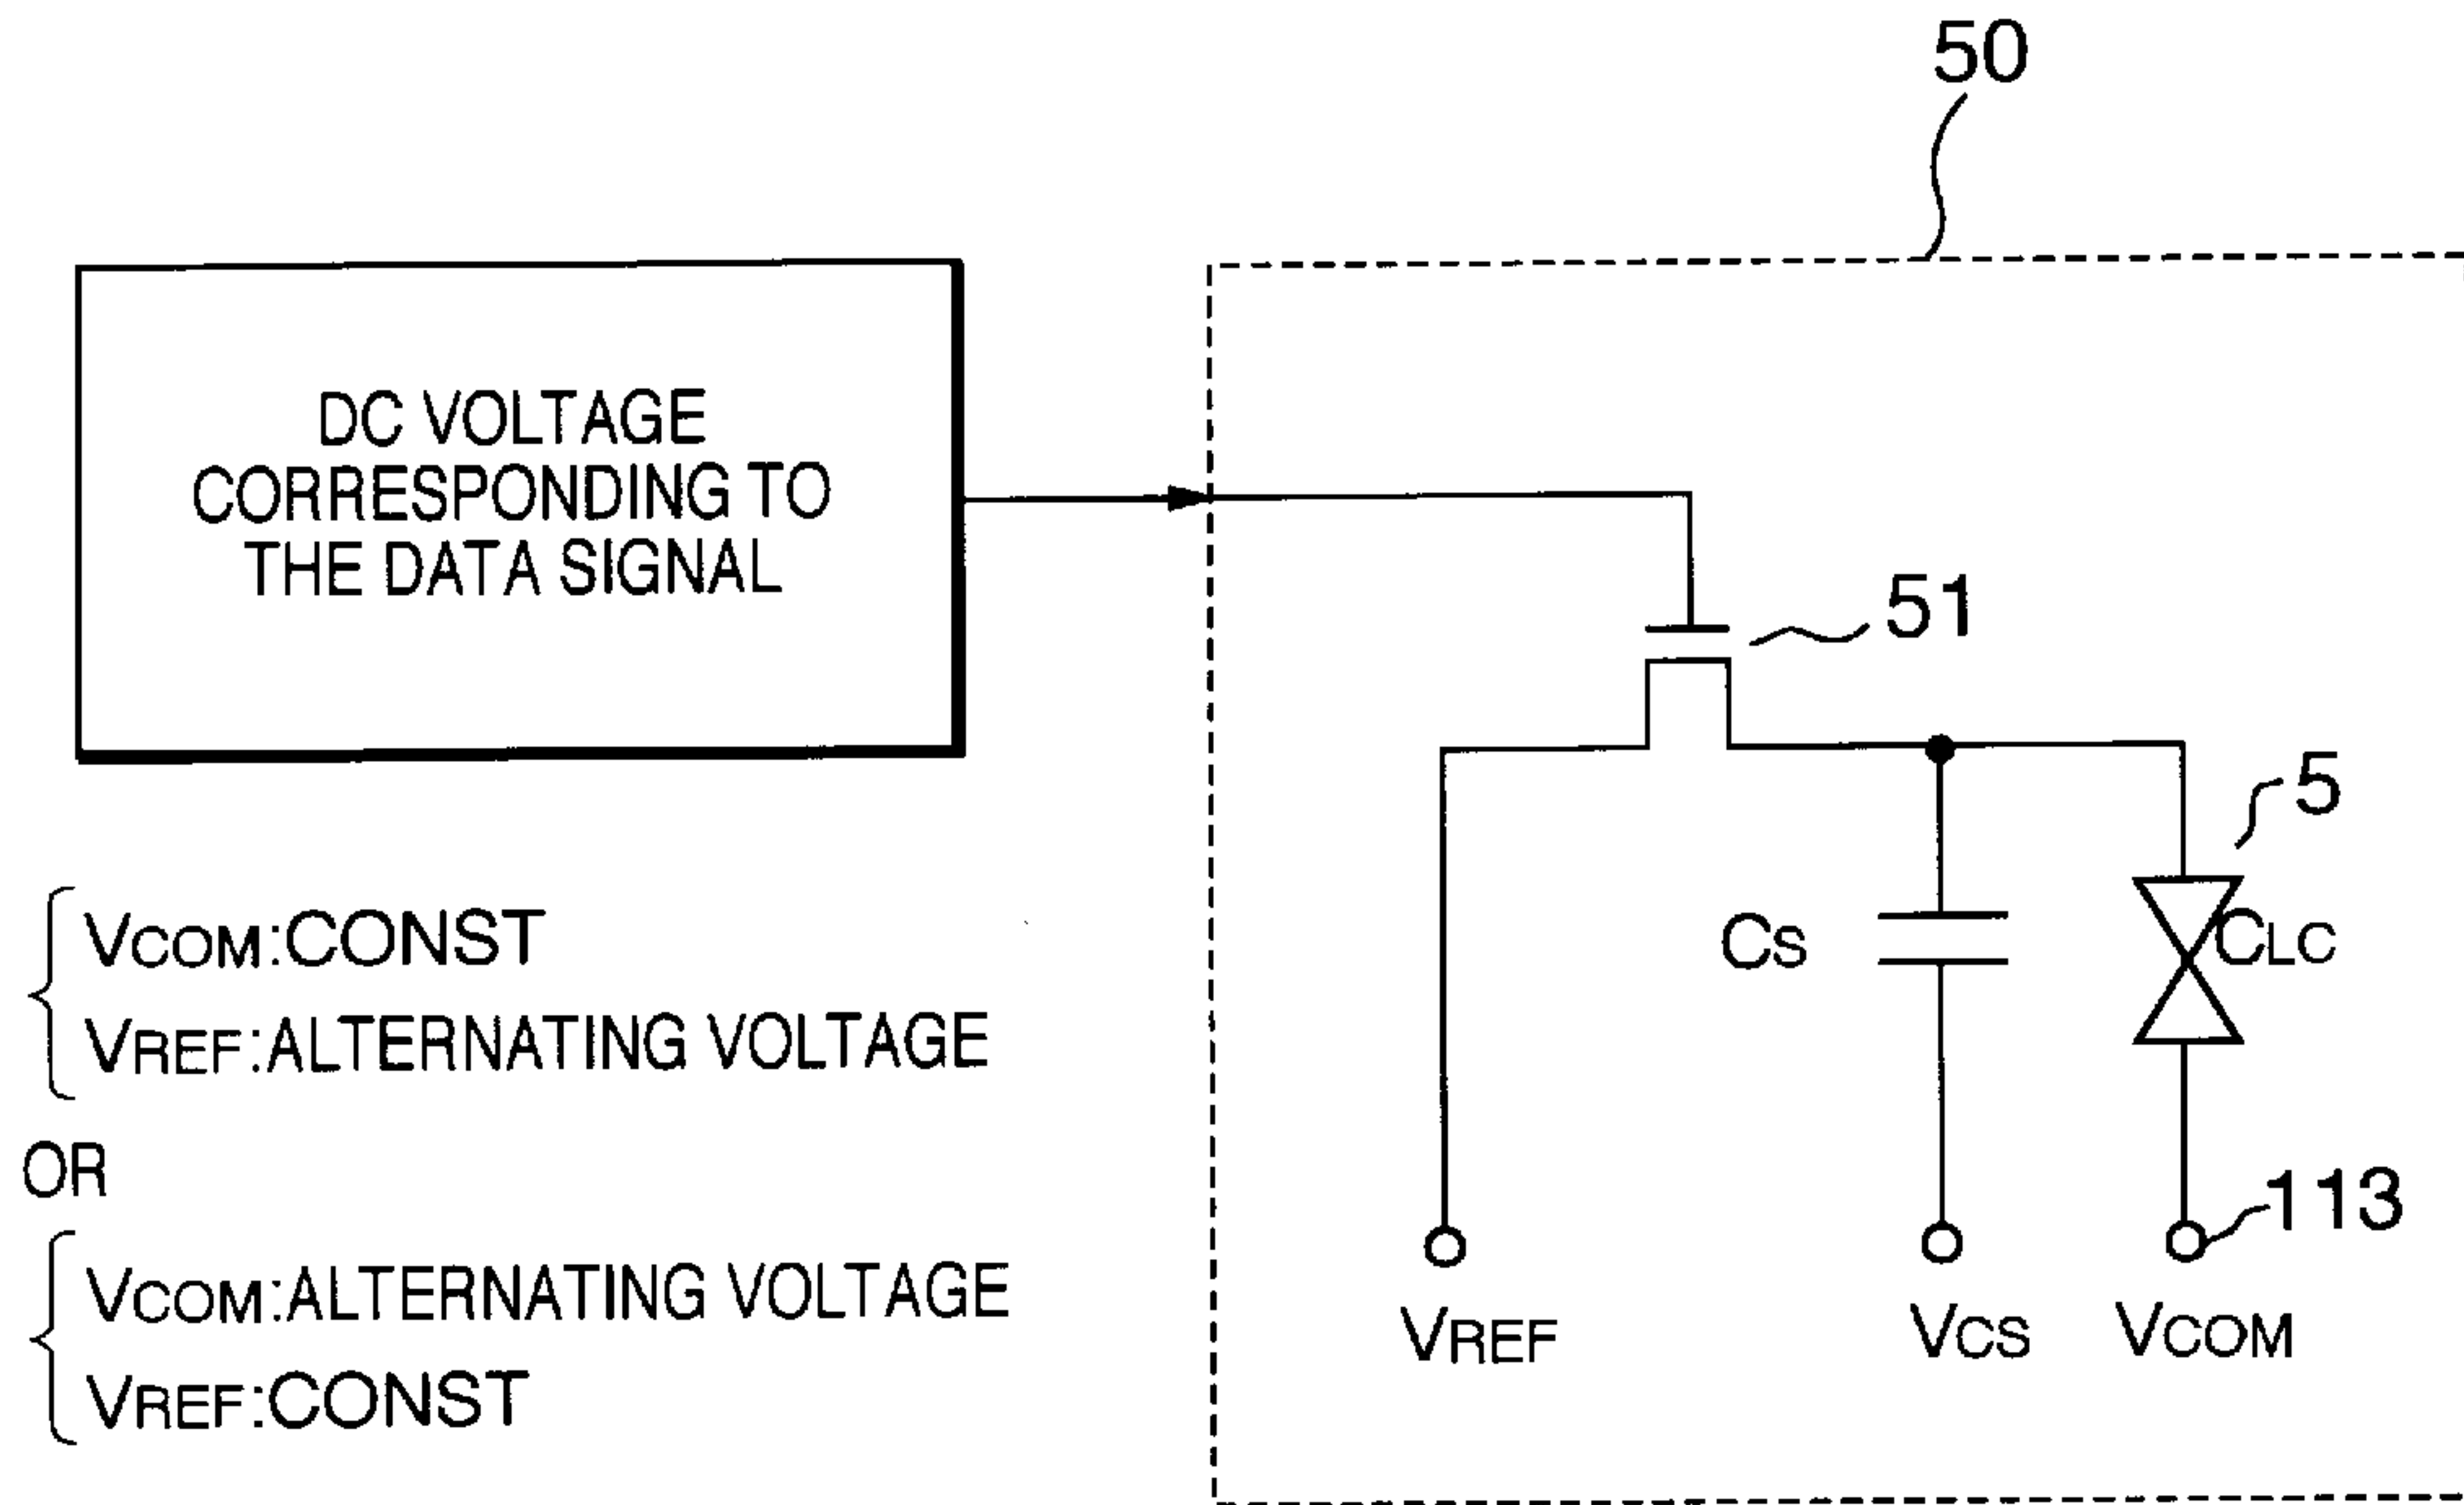 50
DC VOLTAGE
CORRESPONDING TO
THE DATA SIGNAL
51
5
VCOM:CONST
VREF:ALTERNATING VOLTAGE
CS
CLC
OR
113
VCOM:ALTERNATING VOLTAGE
VREF:CONST
VREF
VCS
VCOM